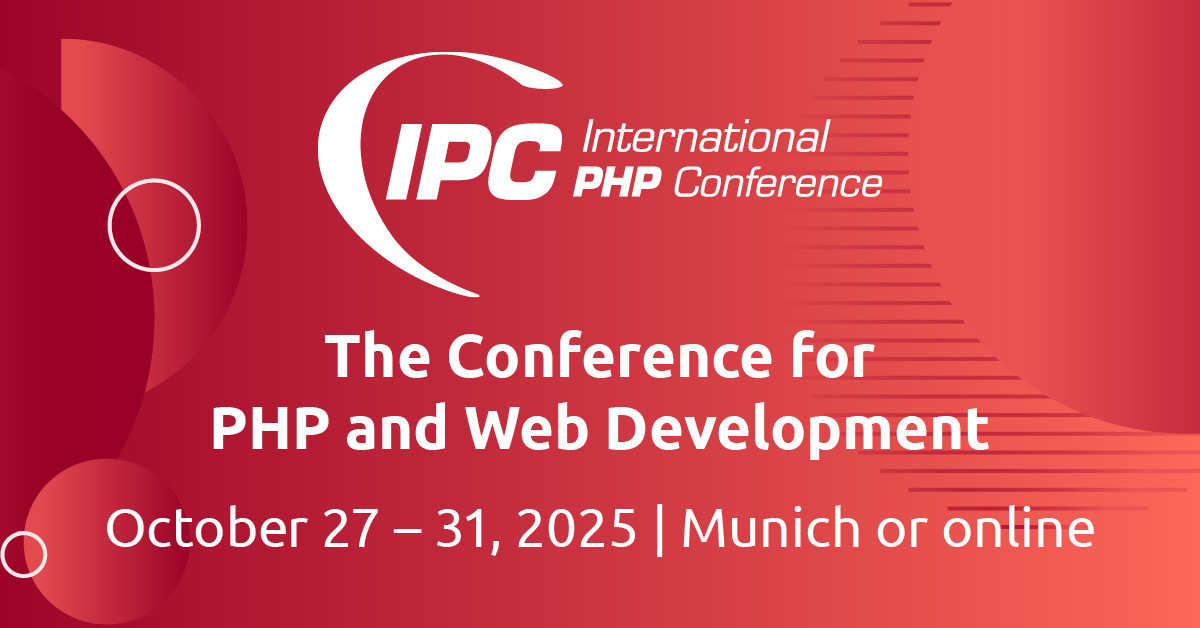 IPC International
PHP Conference
The Conference for
PHP and Web Development
October 27 – 31, 2025 | Munich or online